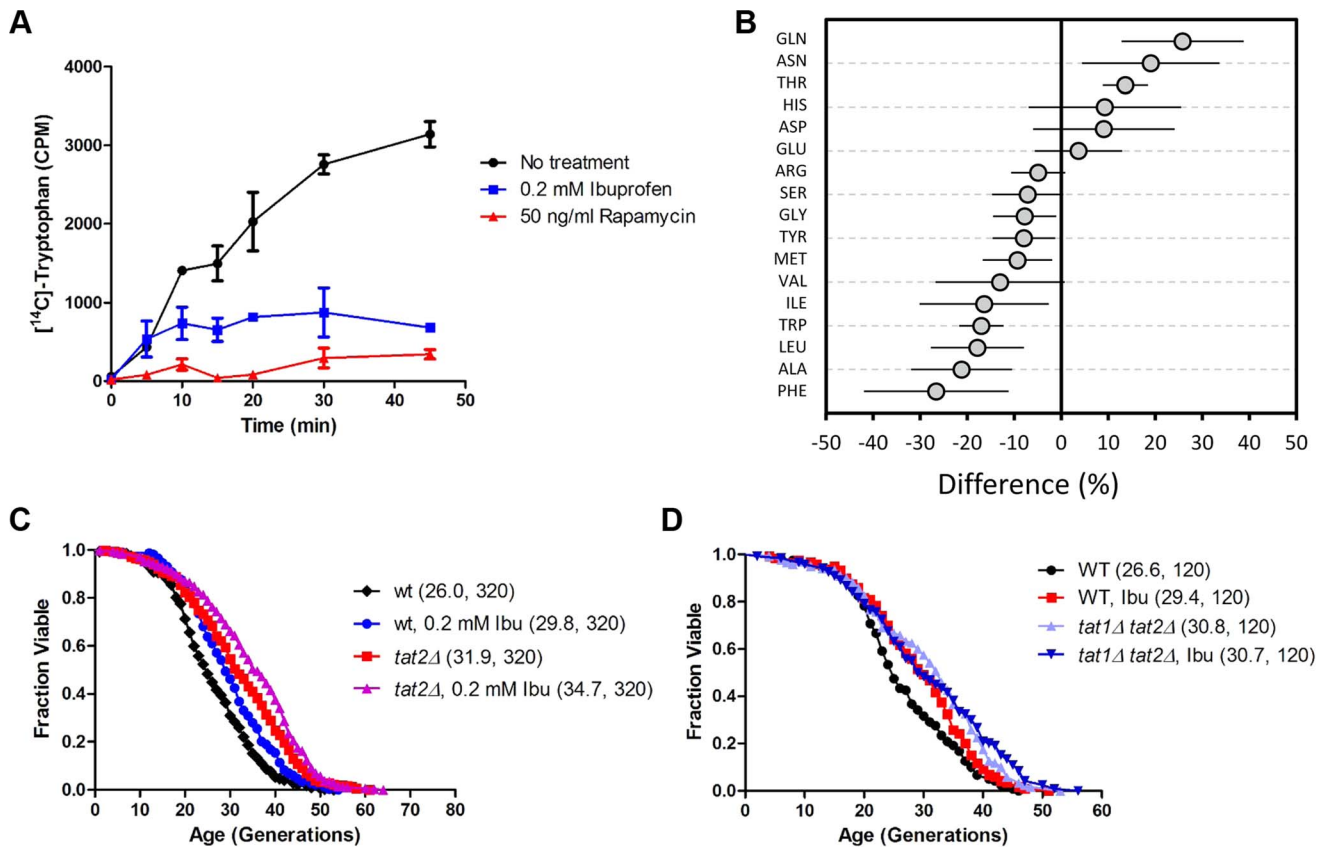 A
4000
3000
2000
1000
0
[¹⁴C]-Tryptophan (CPM)
0 10 20 30 40 50
Time (min)
No treatment
0.2 mM Ibuprofen
50 ng/ml Rapamycin
B
GLN
ASN
THR
HIS
ASP
GLU
ARG
SER
GLY
TYR
MET
VAL
ILE
TRP
LEU
ALA
PHE
-50 -40 -30 -20 -10 0 10 20 30 40 50
Difference (%)
C
1.0
0.8
0.6
0.4
0.2
0.0
Fraction Viable
0 10 20 30 40 50 60 70 80
Age (Generations)
wt (26.0, 320)
wt, 0.2 mM Ibu (29.8, 320)
tat2Δ (31.9, 320)
tat2Δ, 0.2 mM Ibu (34.7, 320)
D
1.0
0.8
0.6
0.4
0.2
0.0
Fraction Viable
0 10 20 30 40 50 60
Age (Generations)
WT (26.6, 120)
WT, Ibu (29.4, 120)
tat1Δ tat2Δ (30.8, 120)
tat1Δ tat2Δ, Ibu (30.7, 120)